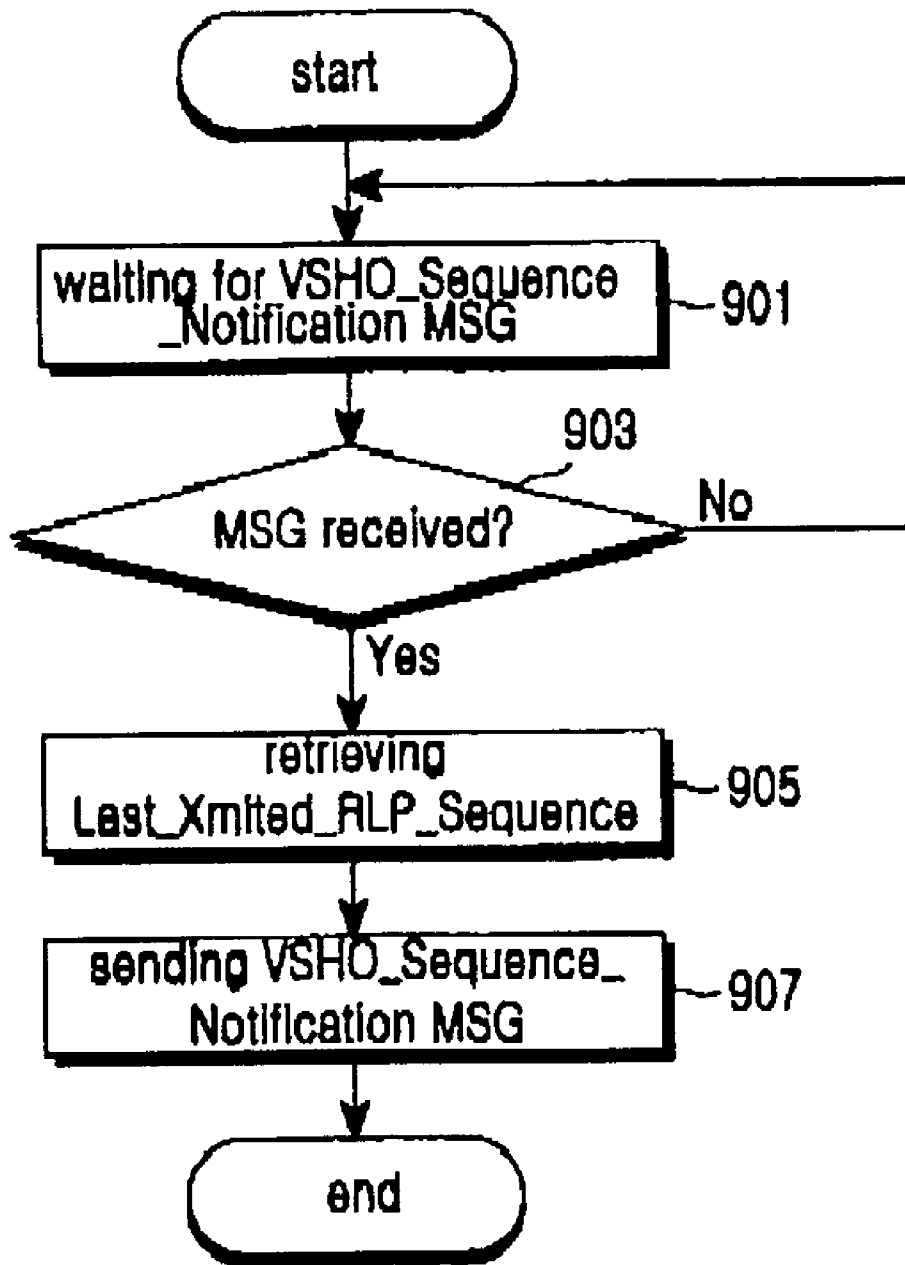 start
waiting for VSHO_Sequence
_Notification MSG
901
903
MSG received?
No
Yes
retrieving
Last_Xmited_RLP_Sequence
905
sending VSHO_Sequence_
Notification MSG
907
end